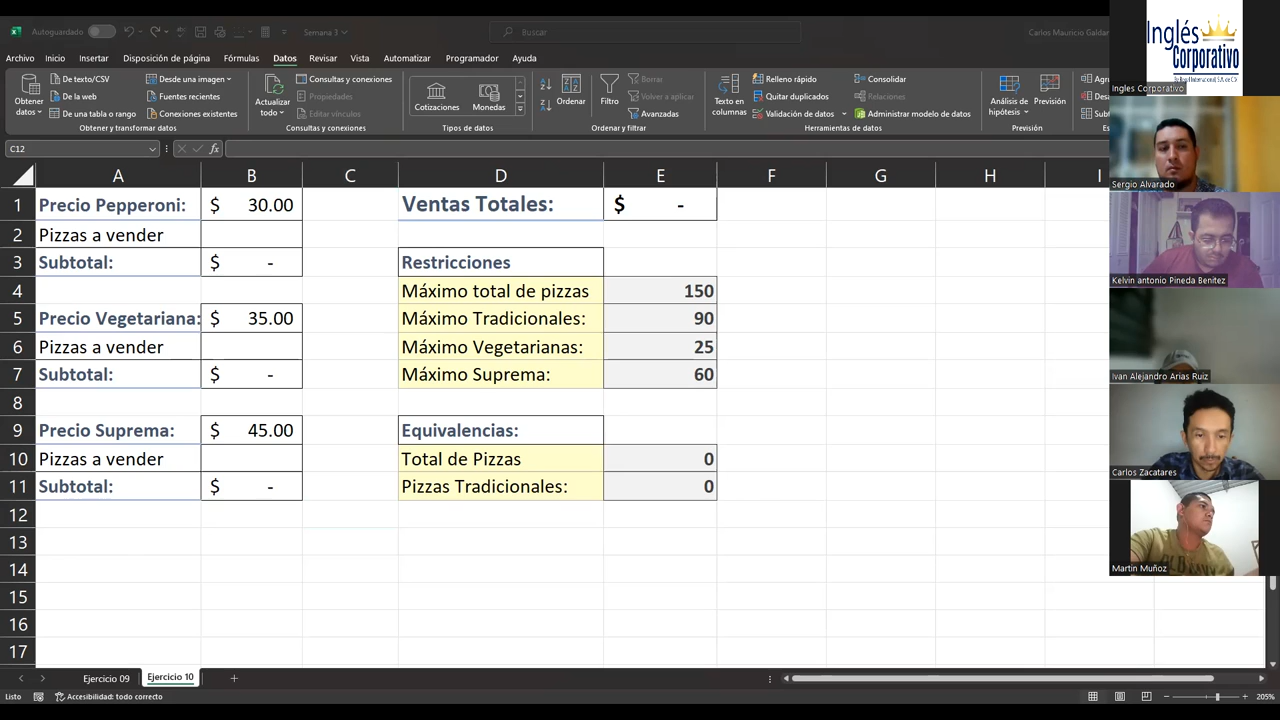 Autoguardado
Semana 3
Buscar
Carlos Mauricio Galdar
Archivo Inicio Insertar Disposición de página Fórmulas Datos Revisar Vista Automatizar Programador Ayuda
Obtener datos
De texto/CSV
De la web
De una tabla o rango
Desde una imagen
Fuentes recientes
Conexiones existentes
Obtener y transformar datos
Actualizar todo
Consultas y conexiones
Propiedades
Editar vínculos
Consultas y conexiones
Cotizaciones
Monedas
Tipos de datos
Ordenar
Filtro
Borrar
Volver a aplicar
Avanzadas
Ordenar y filtrar
Texto en columnas
Relleno rápido
Quitar duplicados
Validación de datos
Consolidar
Relaciones
Administrar modelo de datos
Herramientas de datos
Análisis de hipótesis
Previsión
Previsión
Agru
Desa
Subt
Es
C12
fx
A B C D E F G H I
1 Precio Pepperoni: $ 30.00 Ventas Totales: $ -
2 Pizzas a vender
3 Subtotal: $ - Restricciones
4 Máximo total de pizzas 150
5 Precio Vegetariana: $ 35.00 Máximo Tradicionales: 90
6 Pizzas a vender Máximo Vegetarianas: 25
7 Subtotal: $ - Máximo Suprema: 60
8
9 Precio Suprema: $ 45.00 Equivalencias:
10 Pizzas a vender Total de Pizzas 0
11 Subtotal: $ - Pizzas Tradicionales: 0
12
13
14
15
16
17
Ejercicio 09 Ejercicio 10
Listo Accesibilidad: todo correcto 205%
Inglés
Corporativo
Ingles Corporativo
Sergio Alvarado
Kelvin antonio Pineda Benitez
Ivan Alejandro Arias Ruiz
Carlos Zacatares
Martin Muñoz